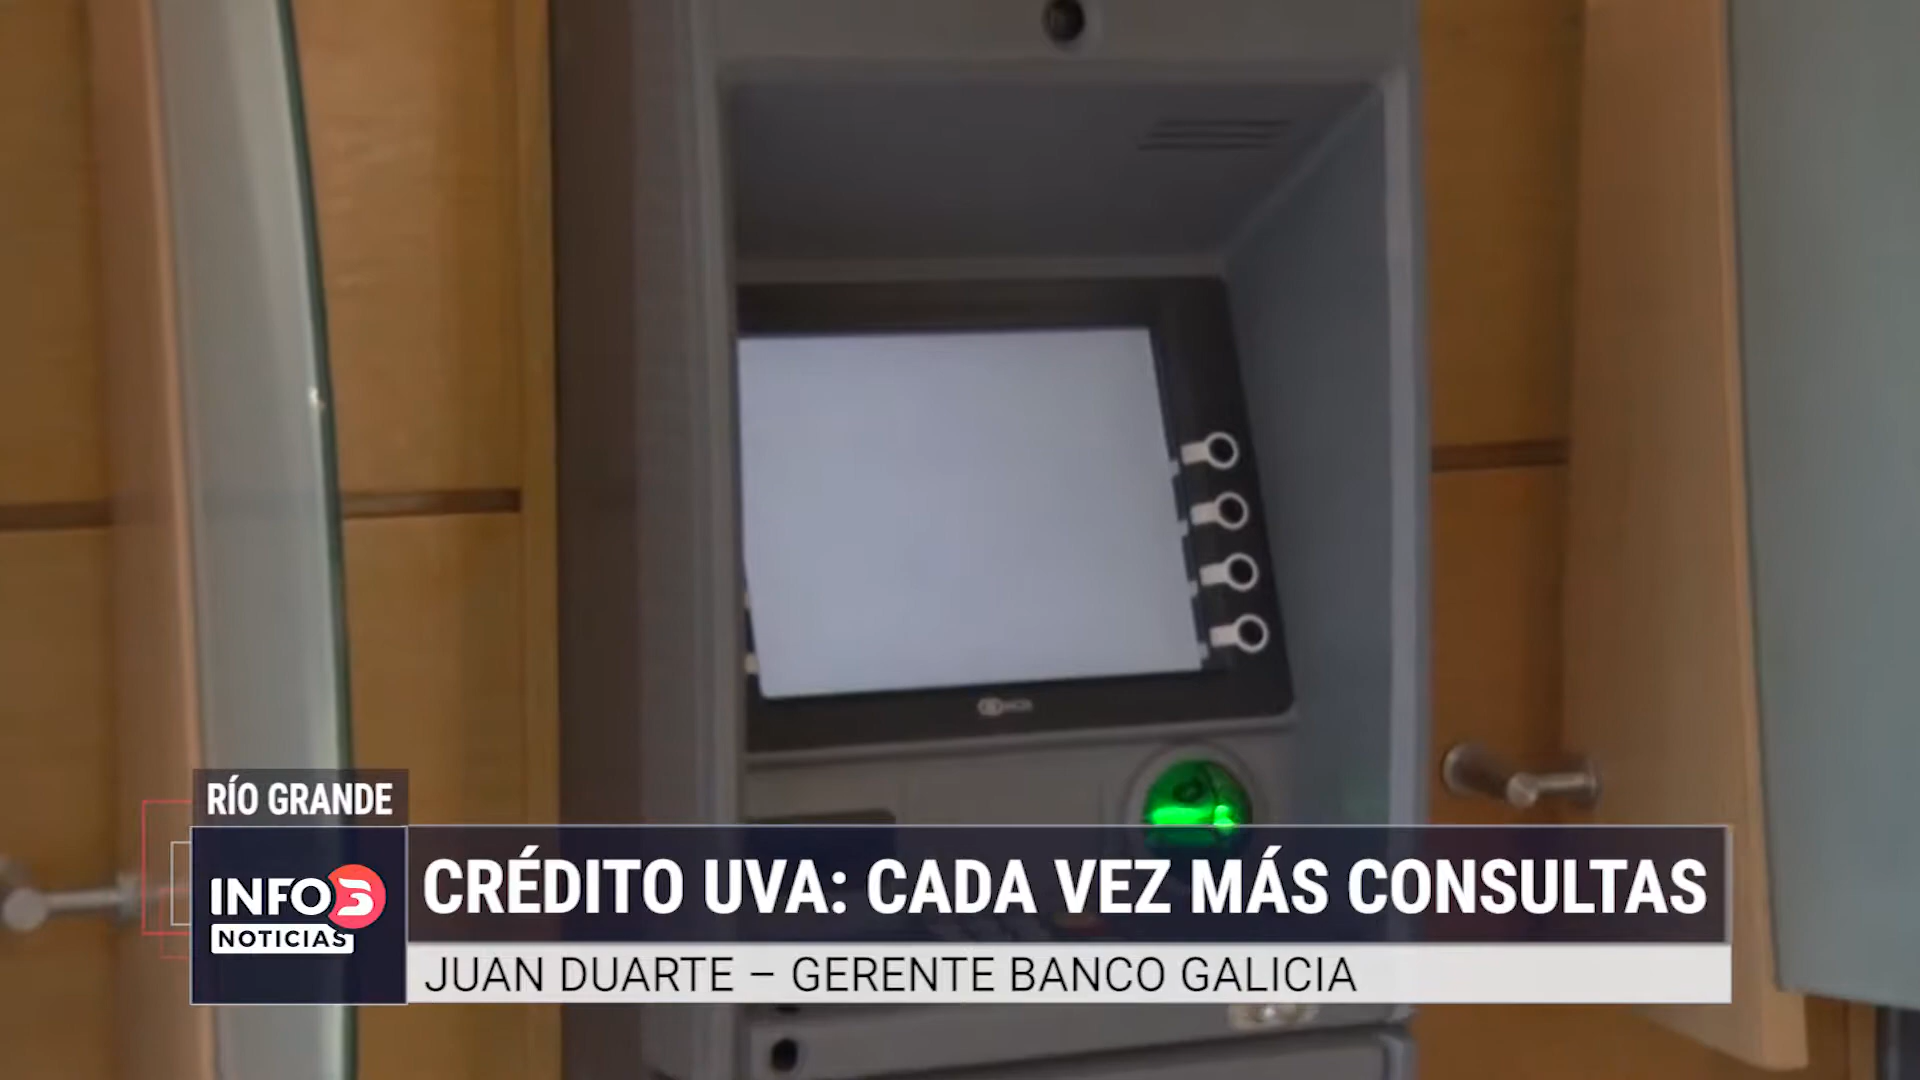 RÍO GRANDE
INFO3
NOTICIAS
CRÉDITO UVA: CADA VEZ MÁS CONSULTAS
JUAN DUARTE – GERENTE BANCO GALICIA